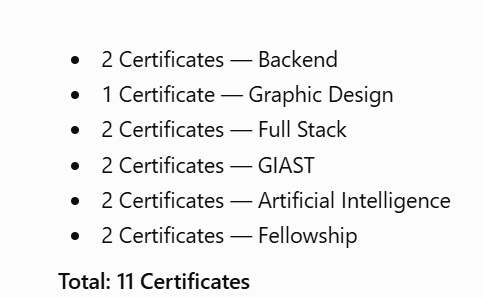 • 2 Certificates — Backend
• 1 Certificate — Graphic Design
• 2 Certificates — Full Stack
• 2 Certificates — GIAST
• 2 Certificates — Artificial Intelligence
• 2 Certificates — Fellowship
Total: 11 Certificates